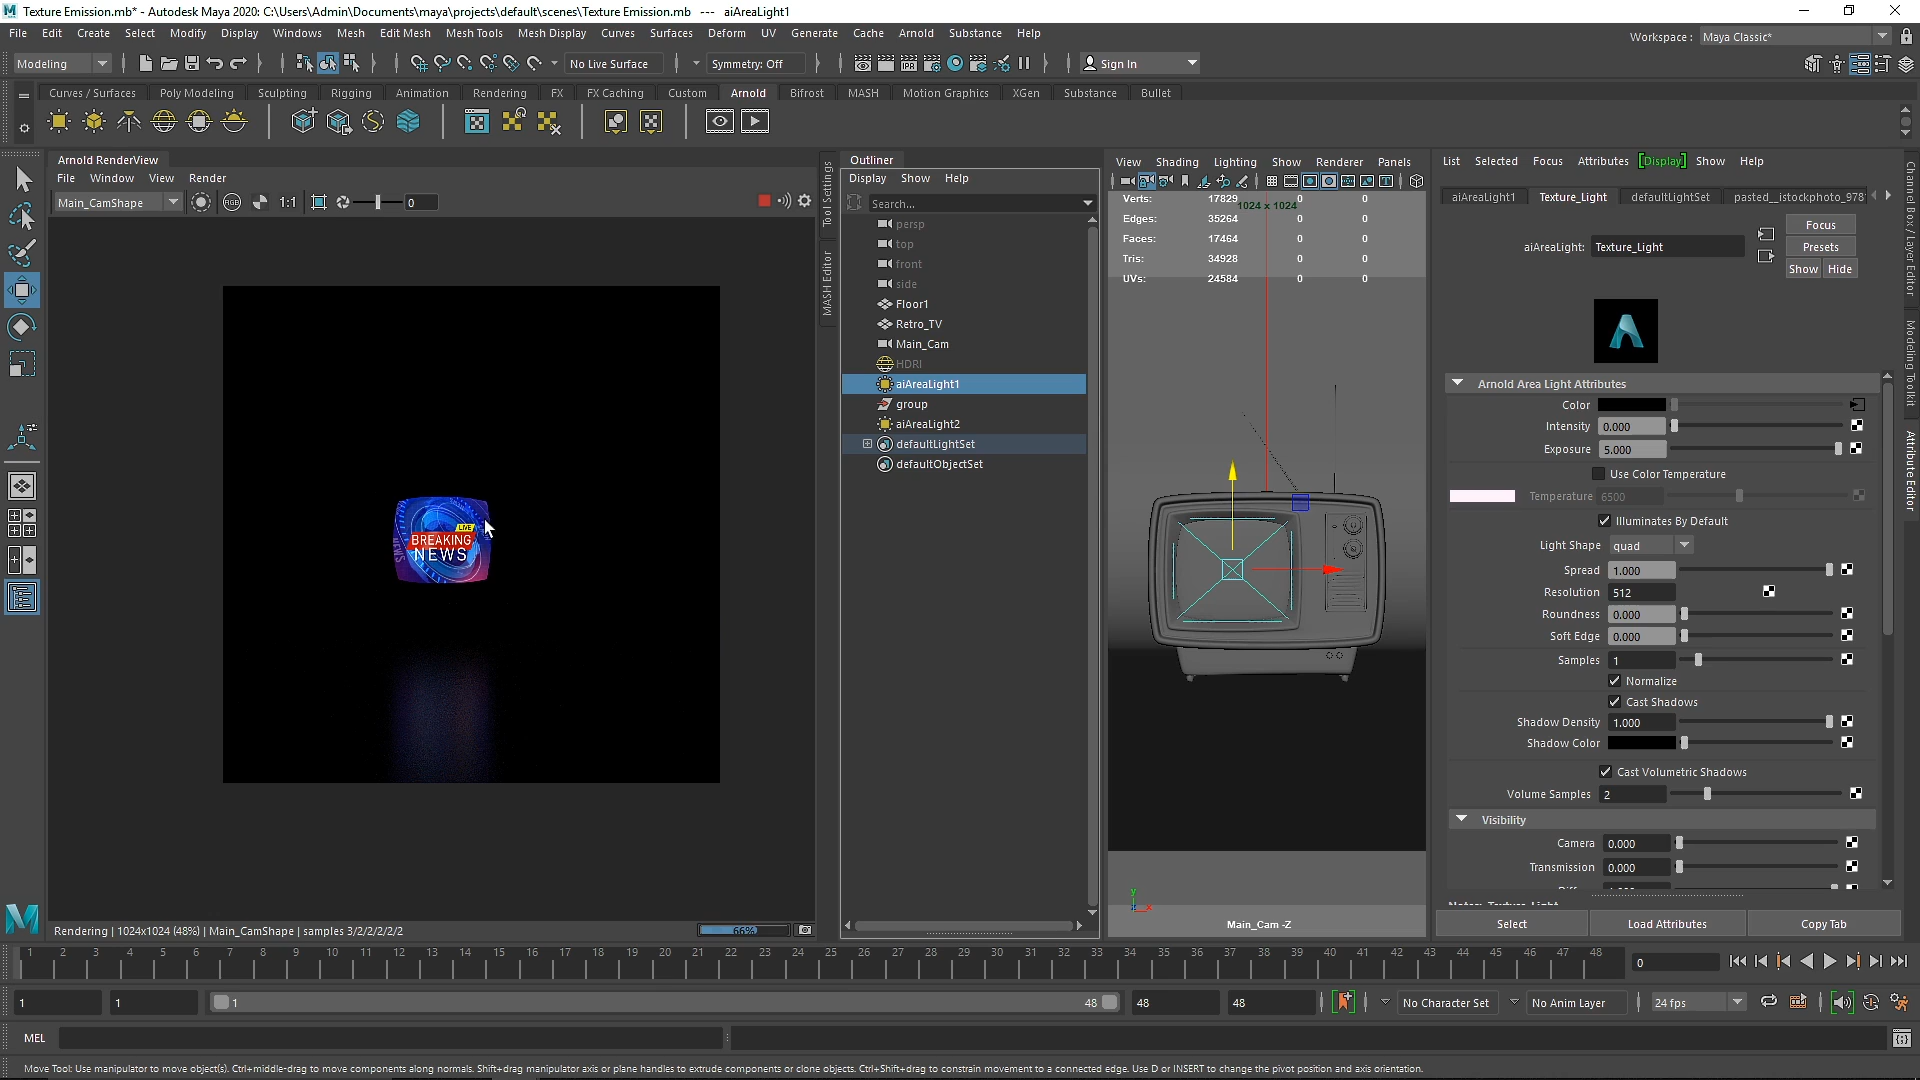 Texture Emission.mb* - Autodesk Maya 2020: C:\Users\Admin\Documents\maya\projects\default\scenes\Texture Emission.mb --- aiAreaLight1
File Edit Create Select Modify Display Windows Mesh Edit Mesh Mesh Tools Mesh Display Curves Surfaces Deform UV Generate Cache Arnold Substance Help
Workspace : Maya Classic*
Modeling No Live Surface Symmetry: Off Sign In
Curves / Surfaces Poly Modeling Sculpting Rigging Animation Rendering FX FX Caching Custom Arnold Bifrost MASH Motion Graphics XGen Substance Bullet
Arnold RenderView
File Window View Render
Main_CamShape RGB 1:1 0
LIVE
BREAKING
NEWS
NEWS
Rendering | 1024x1024 (48%) | Main_CamShape | samples 3/2/2/2/2/2
66%
Tool Settings
MASH Editor
Outliner
Display Show Help
Search...
persp
top
front
side
Floor1
Retro_TV
Main_Cam
HDRI
aiAreaLight1
group
aiAreaLight2
defaultLightSet
defaultObjectSet
View Shading Lighting Show Renderer Panels
Verts: 17829 0 0
1024 x 1024
Edges: 35264 0 0
Faces: 17464 0 0
Tris: 34928 0 0
UVs: 24584 0 0
y
x
Main_Cam -Z
List Selected Focus Attributes [Display] Show Help
aiAreaLight1 Texture_Light defaultLightSet pasted__istockphoto_978
aiAreaLight: Texture_Light
Focus
Presets
Show Hide
Arnold Area Light Attributes
Color
Intensity 0.000
Exposure 5.000
Use Color Temperature
Temperature 6500
Illuminates By Default
Light Shape quad
Spread 1.000
Resolution 512
Roundness 0.000
Soft Edge 0.000
Samples 1
Normalize
Cast Shadows
Shadow Density 1.000
Shadow Color
Cast Volumetric Shadows
Volume Samples 2
Visibility
Camera 0.000
Transmission 0.000
Select Load Attributes Copy Tab
Channel Box / Layer Editor
Modeling Toolkit
Attribute Editor
1 2 3 4 5 6 7 8 9 10 11 12 13 14 15 16 17 18 19 20 21 22 23 24 25 26 27 28 29 30 31 32 33 34 35 36 37 38 39 40 41 42 43 44 45 46 47 48
0
1 1 1 48 48 48 No Character Set No Anim Layer 24 fps
MEL
Move Tool: Use manipulator to move object(s). Ctrl+middle-drag to move components along normals. Shift+drag manipulator axis or plane handles to extrude components or clone objects. Ctrl+Shift+drag to constrain movement to a connected edge. Use D or INSERT to change the pivot position and axis orientation.